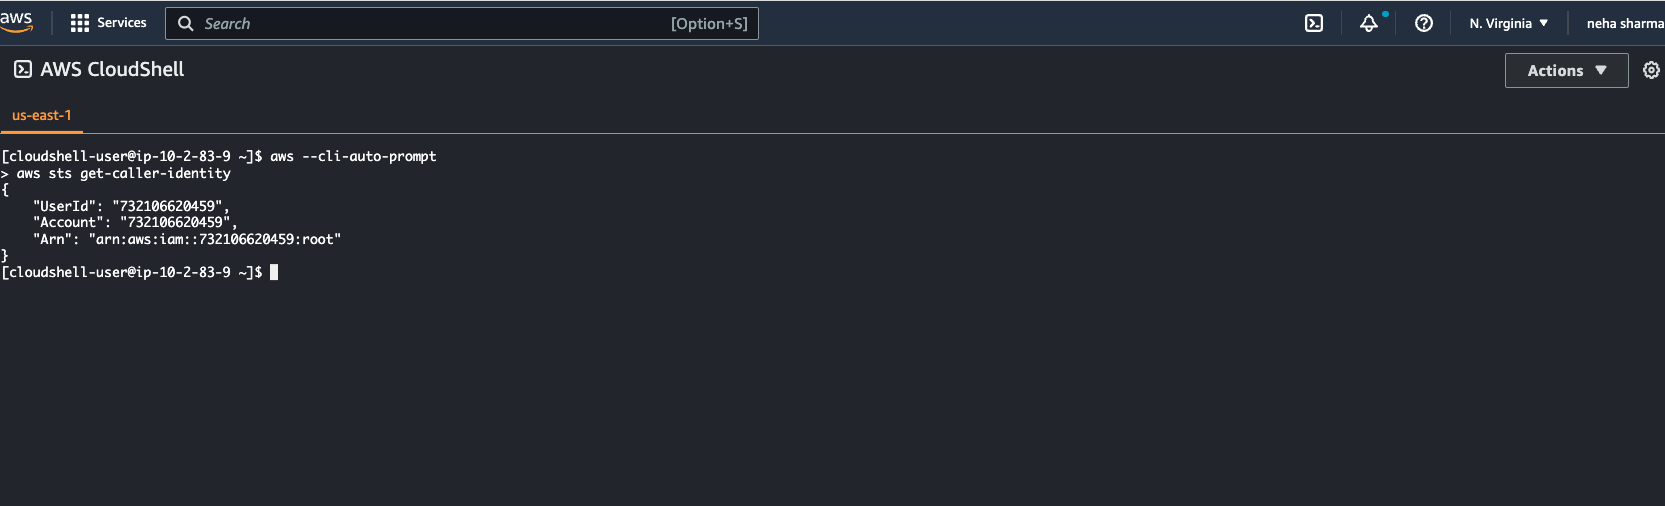 aws Services Search [Option+S] N. Virginia ▼ neha sharma
AWS CloudShell Actions ▼
us-east-1
[cloudshell-user@ip-10-2-83-9 ~]$ aws --cli-auto-prompt
> aws sts get-caller-identity
{
    "UserId": "732106620459",
    "Account": "732106620459",
    "Arn": "arn:aws:iam::732106620459:root"
}
[cloudshell-user@ip-10-2-83-9 ~]$